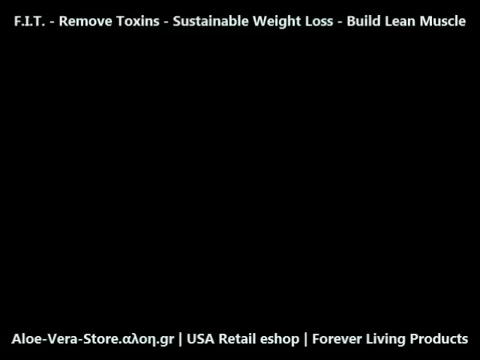 F.I.T. - Remove Toxins - Sustainable Weight Loss - Build Lean Muscle
Aloe-Vera-Store.αλοη.gr | USA Retail eshop | Forever Living Products